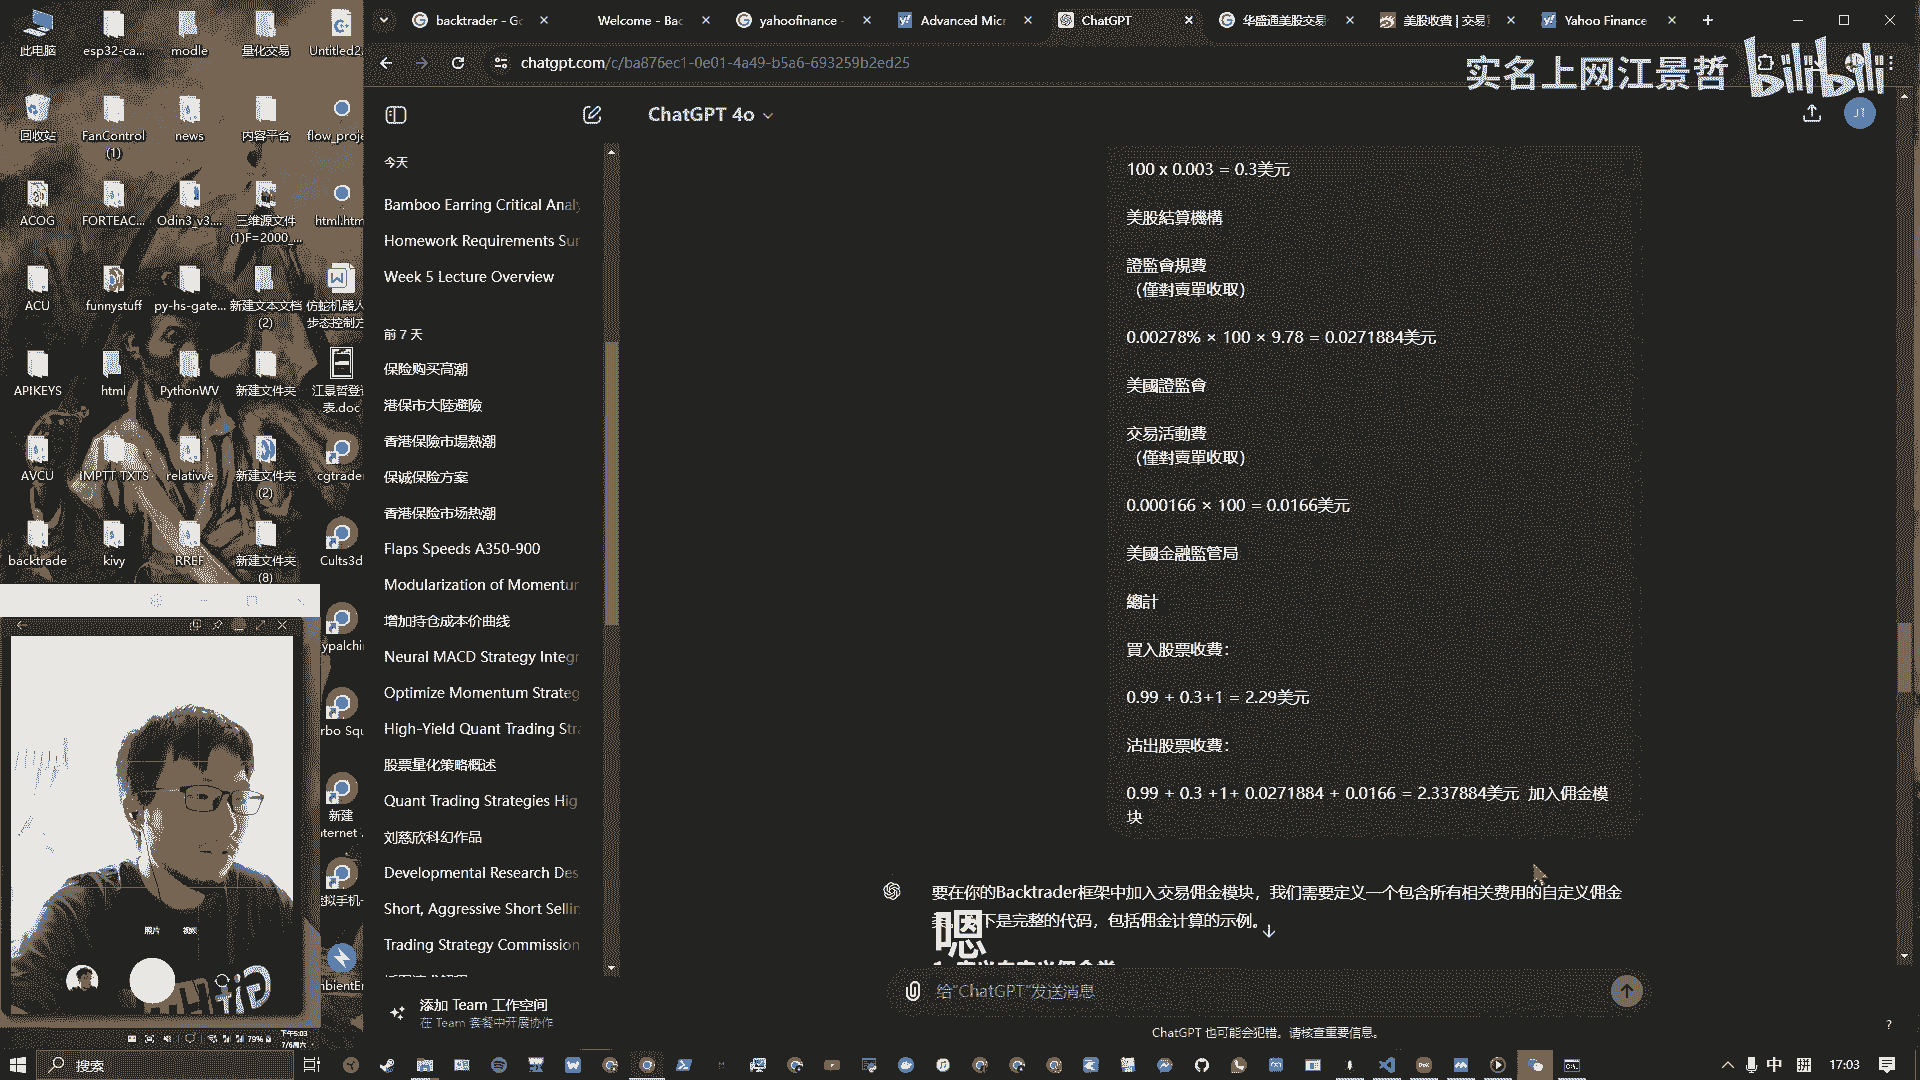 backtrader - Go
Welcome - Bac
yahoofinance -
Advanced Micr
ChatGPT
华盛通美股交易
美股收費 | 交易
Yahoo Finance
chatgpt.com/c/ba876ec1-0e01-4a49-b5a6-693259b2ed25
实名上网江景哲
bilibili
此电脑
esp32-ca...
modle
量化交易
Untitled2.
回收站
FanControl
(1)
news
内容平台
flow_proje
ACOG
FORTEAC...
Odin3_v3....
三维源文件
(1)F=2000_...
html.htm
ACU
funnystuff
py-hs-gate...
新建文本文档
(2)
仿蛇机器人
步态控制方
APIKEYS
html
PythonWV
新建文件夹
江景哲登记
表.doc
AVCU
IMPTT TXTS
relativve
新建文件夹
(2)
cgtrade
backtrade
kivy
RREF
新建文件夹
(8)
Cults3d
ypalchi
rbo Squ
新建
nternet .
拟手机-
mbientEr
照片
视频
下午5:03
79%
7/6周六
ChatGPT 4o
今天
Bamboo Earring Critical Analy
Homework Requirements Sur
Week 5 Lecture Overview
前 7 天
保险购买高潮
港保市大陸避險
香港保險市場熱潮
保诚保险方案
香港保险市场热潮
Flaps Speeds A350-900
Modularization of Momentur
增加持仓成本价曲线
Neural MACD Strategy Integr
Optimize Momentum Strateg
High-Yield Quant Trading Stra
股票量化策略概述
Quant Trading Strategies High
刘慈欣科幻作品
Developmental Research Des
Short, Aggressive Short Sellin
Trading Strategy Commission
添加 Team 工作空间
在 Team 套餐中开展协作
100 x 0.003 = 0.3美元
美股結算機構
證監會規費
（僅對賣單收取）
0.00278% × 100 × 9.78 = 0.0271884美元
美國證監會
交易活動費
（僅對賣單收取）
0.000166 × 100 = 0.0166美元
美國金融監管局
總計
買入股票收費：
0.99 + 0.3+1 = 2.29美元
沽出股票收費：
0.99 + 0.3 +1+ 0.0271884 + 0.0166 = 2.337884美元 加入佣金模
块
要在你的Backtrader框架中加入交易佣金模块，我们需要定义一个包含所有相关费用的自定义佣金
下是完整的代码，包括佣金计算的示例。
嗯
给“ChatGPT”发送消息
ChatGPT 也可能会犯错。请核查重要信息。
?
搜索
中
拼
17:03